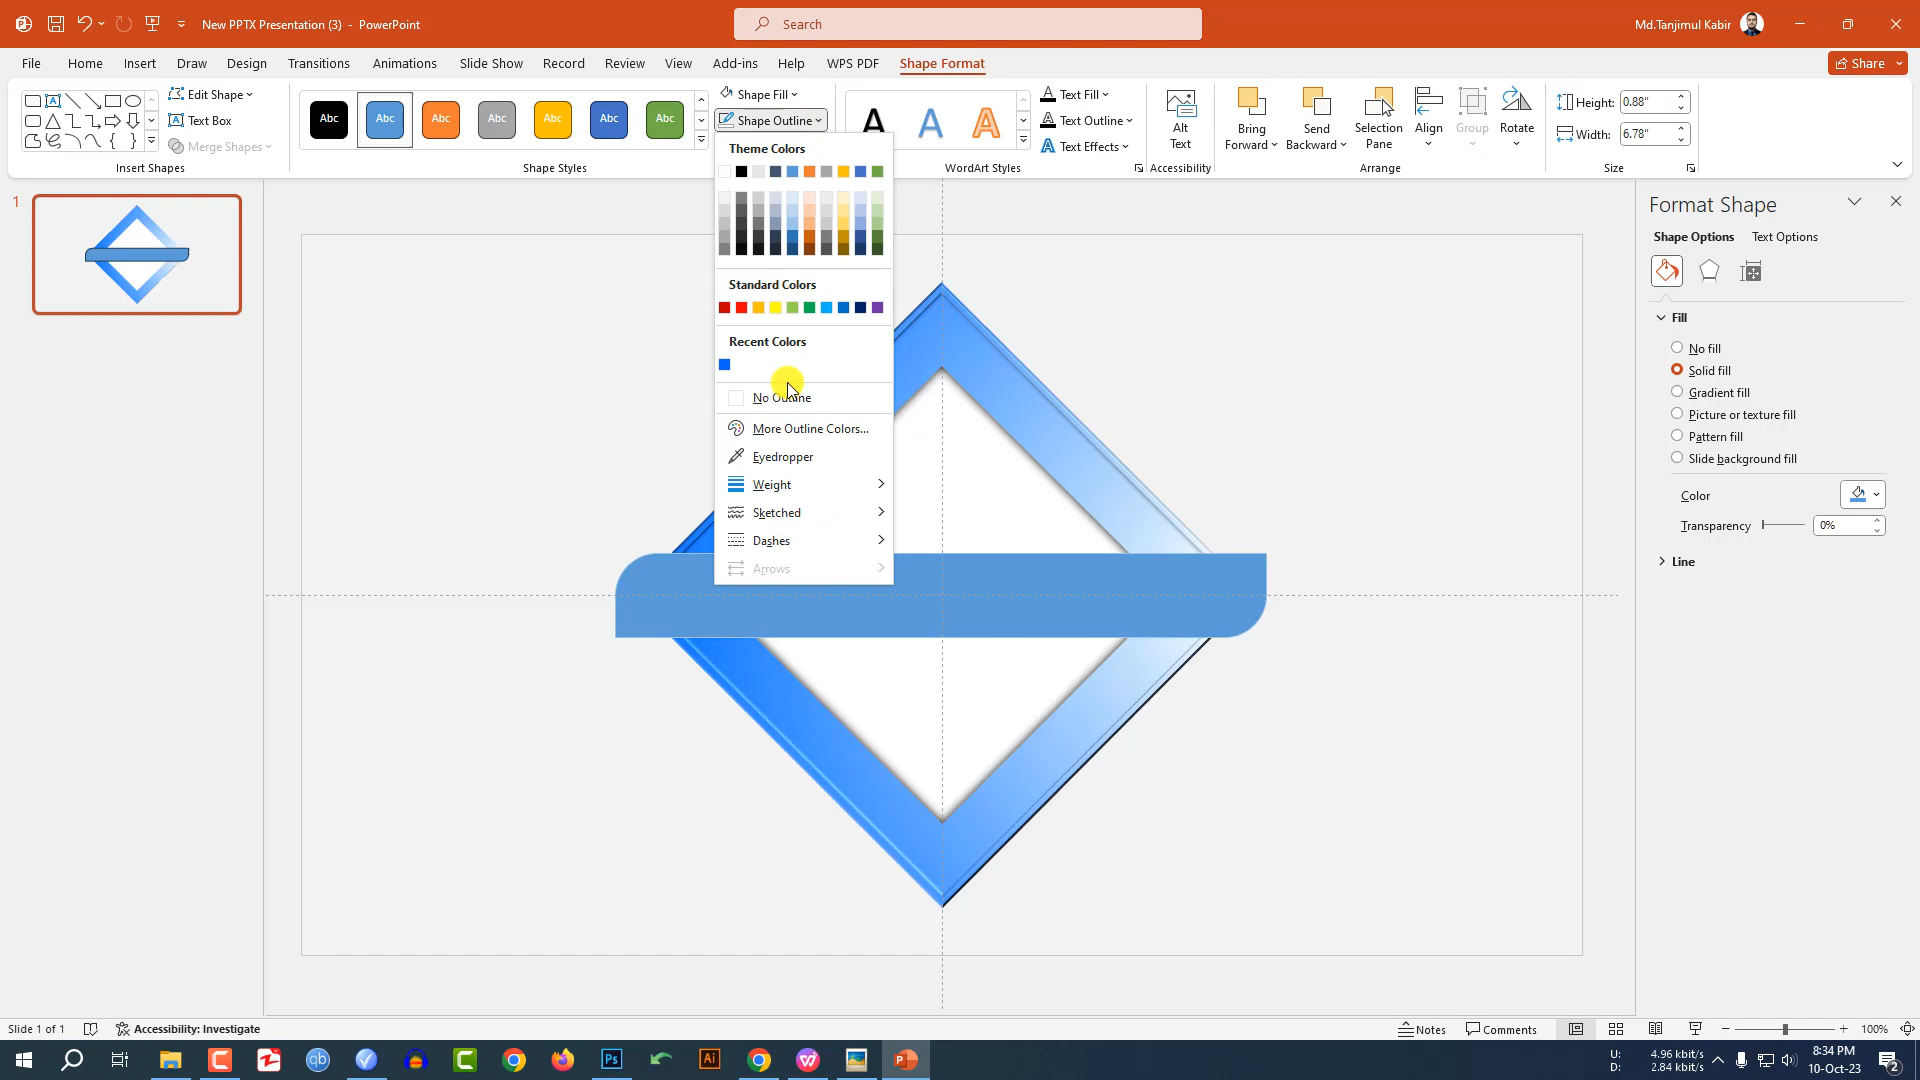 New PPTX Presentation (3) - PowerPoint
Search
Md.Tanjimul Kabir
File Home Insert Draw Design Transitions Animations Slide Show Record Review View Add-ins Help WPS PDF Shape Format
Share
Edit Shape
Text Box
Merge Shapes
Insert Shapes
Abc Abc Abc Abc Abc Abc Abc
Shape Styles
Shape Fill
Shape Outline
A A A
Text Fill
Text Outline
Text Effects
WordArt Styles
Alt Text
Accessibility
Bring Forward
Send Backward
Selection Pane
Align
Group
Rotate
Arrange
Height: 0.88"
Width: 6.78"
Size
Theme Colors
Standard Colors
Recent Colors
No Outline
More Outline Colors...
Eyedropper
Weight
Sketched
Dashes
Arrows
1
Format Shape
Shape Options Text Options
Fill
No fill
Solid fill
Gradient fill
Picture or texture fill
Pattern fill
Slide background fill
Color
Transparency 0%
Line
Slide 1 of 1
Accessibility: Investigate
Notes
Comments
100%
qb
Ps
Ai
U: 4.96 kbit/s
D: 2.84 kbit/s
8:34 PM
10-Oct-23
2